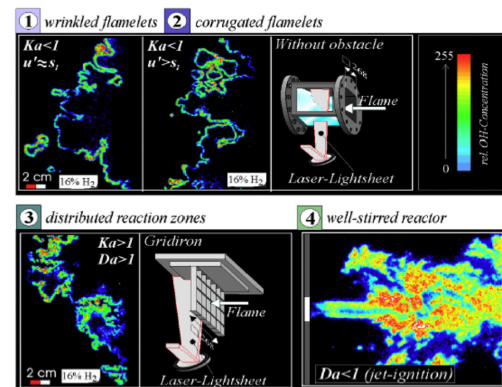 1 wrinkled flamelets 2 corrugated flamelets
Ka<1
u'≈sₗ
Ka<1
u'>sₗ
Without obstacle
Flame
Laser-Lightsheet
2 cm 16% H₂
16% H₂
255
rel. OH-Concentration
0
3 distributed reaction zones
4 well-stirred reactor
Ka>1
Da>1
Gridiron
Flame
2 cm 16% H₂
Laser-Lightsheet
Da<1 (jet-ignition)